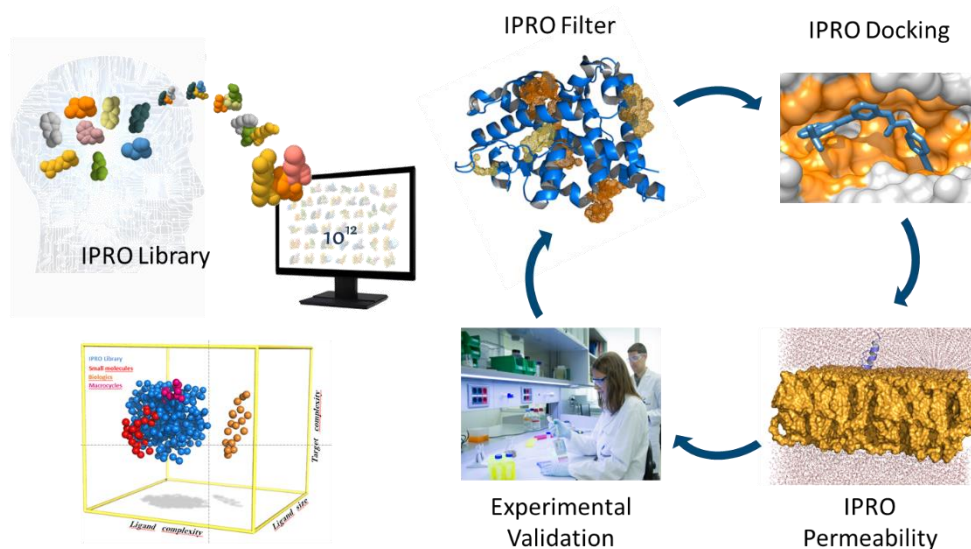 IPRO Library
10¹²
IPRO Library
Small molecules
Biologics
Macrocycles
Target complexity
Ligand complexity
Ligand size
IPRO Filter
IPRO Docking
Experimental
Validation
IPRO
Permeability